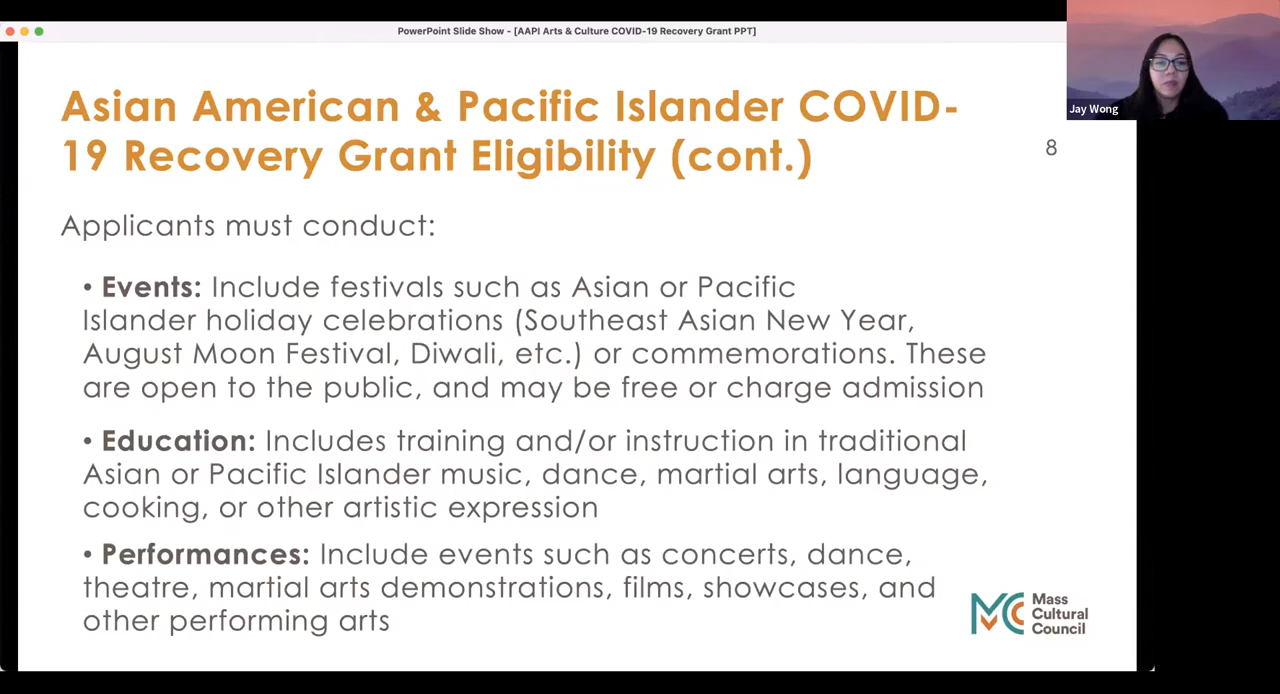 PowerPoint Slide Show - [AAPI Arts & Culture COVID-19 Recovery Grant PPT]
Jay Wong
Asian American & Pacific Islander COVID-
19 Recovery Grant Eligibility (cont.)
8
Applicants must conduct:
• Events: Include festivals such as Asian or Pacific
Islander holiday celebrations (Southeast Asian New Year,
August Moon Festival, Diwali, etc.) or commemorations. These
are open to the public, and may be free or charge admission
• Education: Includes training and/or instruction in traditional
Asian or Pacific Islander music, dance, martial arts, language,
cooking, or other artistic expression
• Performances: Include events such as concerts, dance,
theatre, martial arts demonstrations, films, showcases, and
other performing arts
MCC
Mass
Cultural
Council